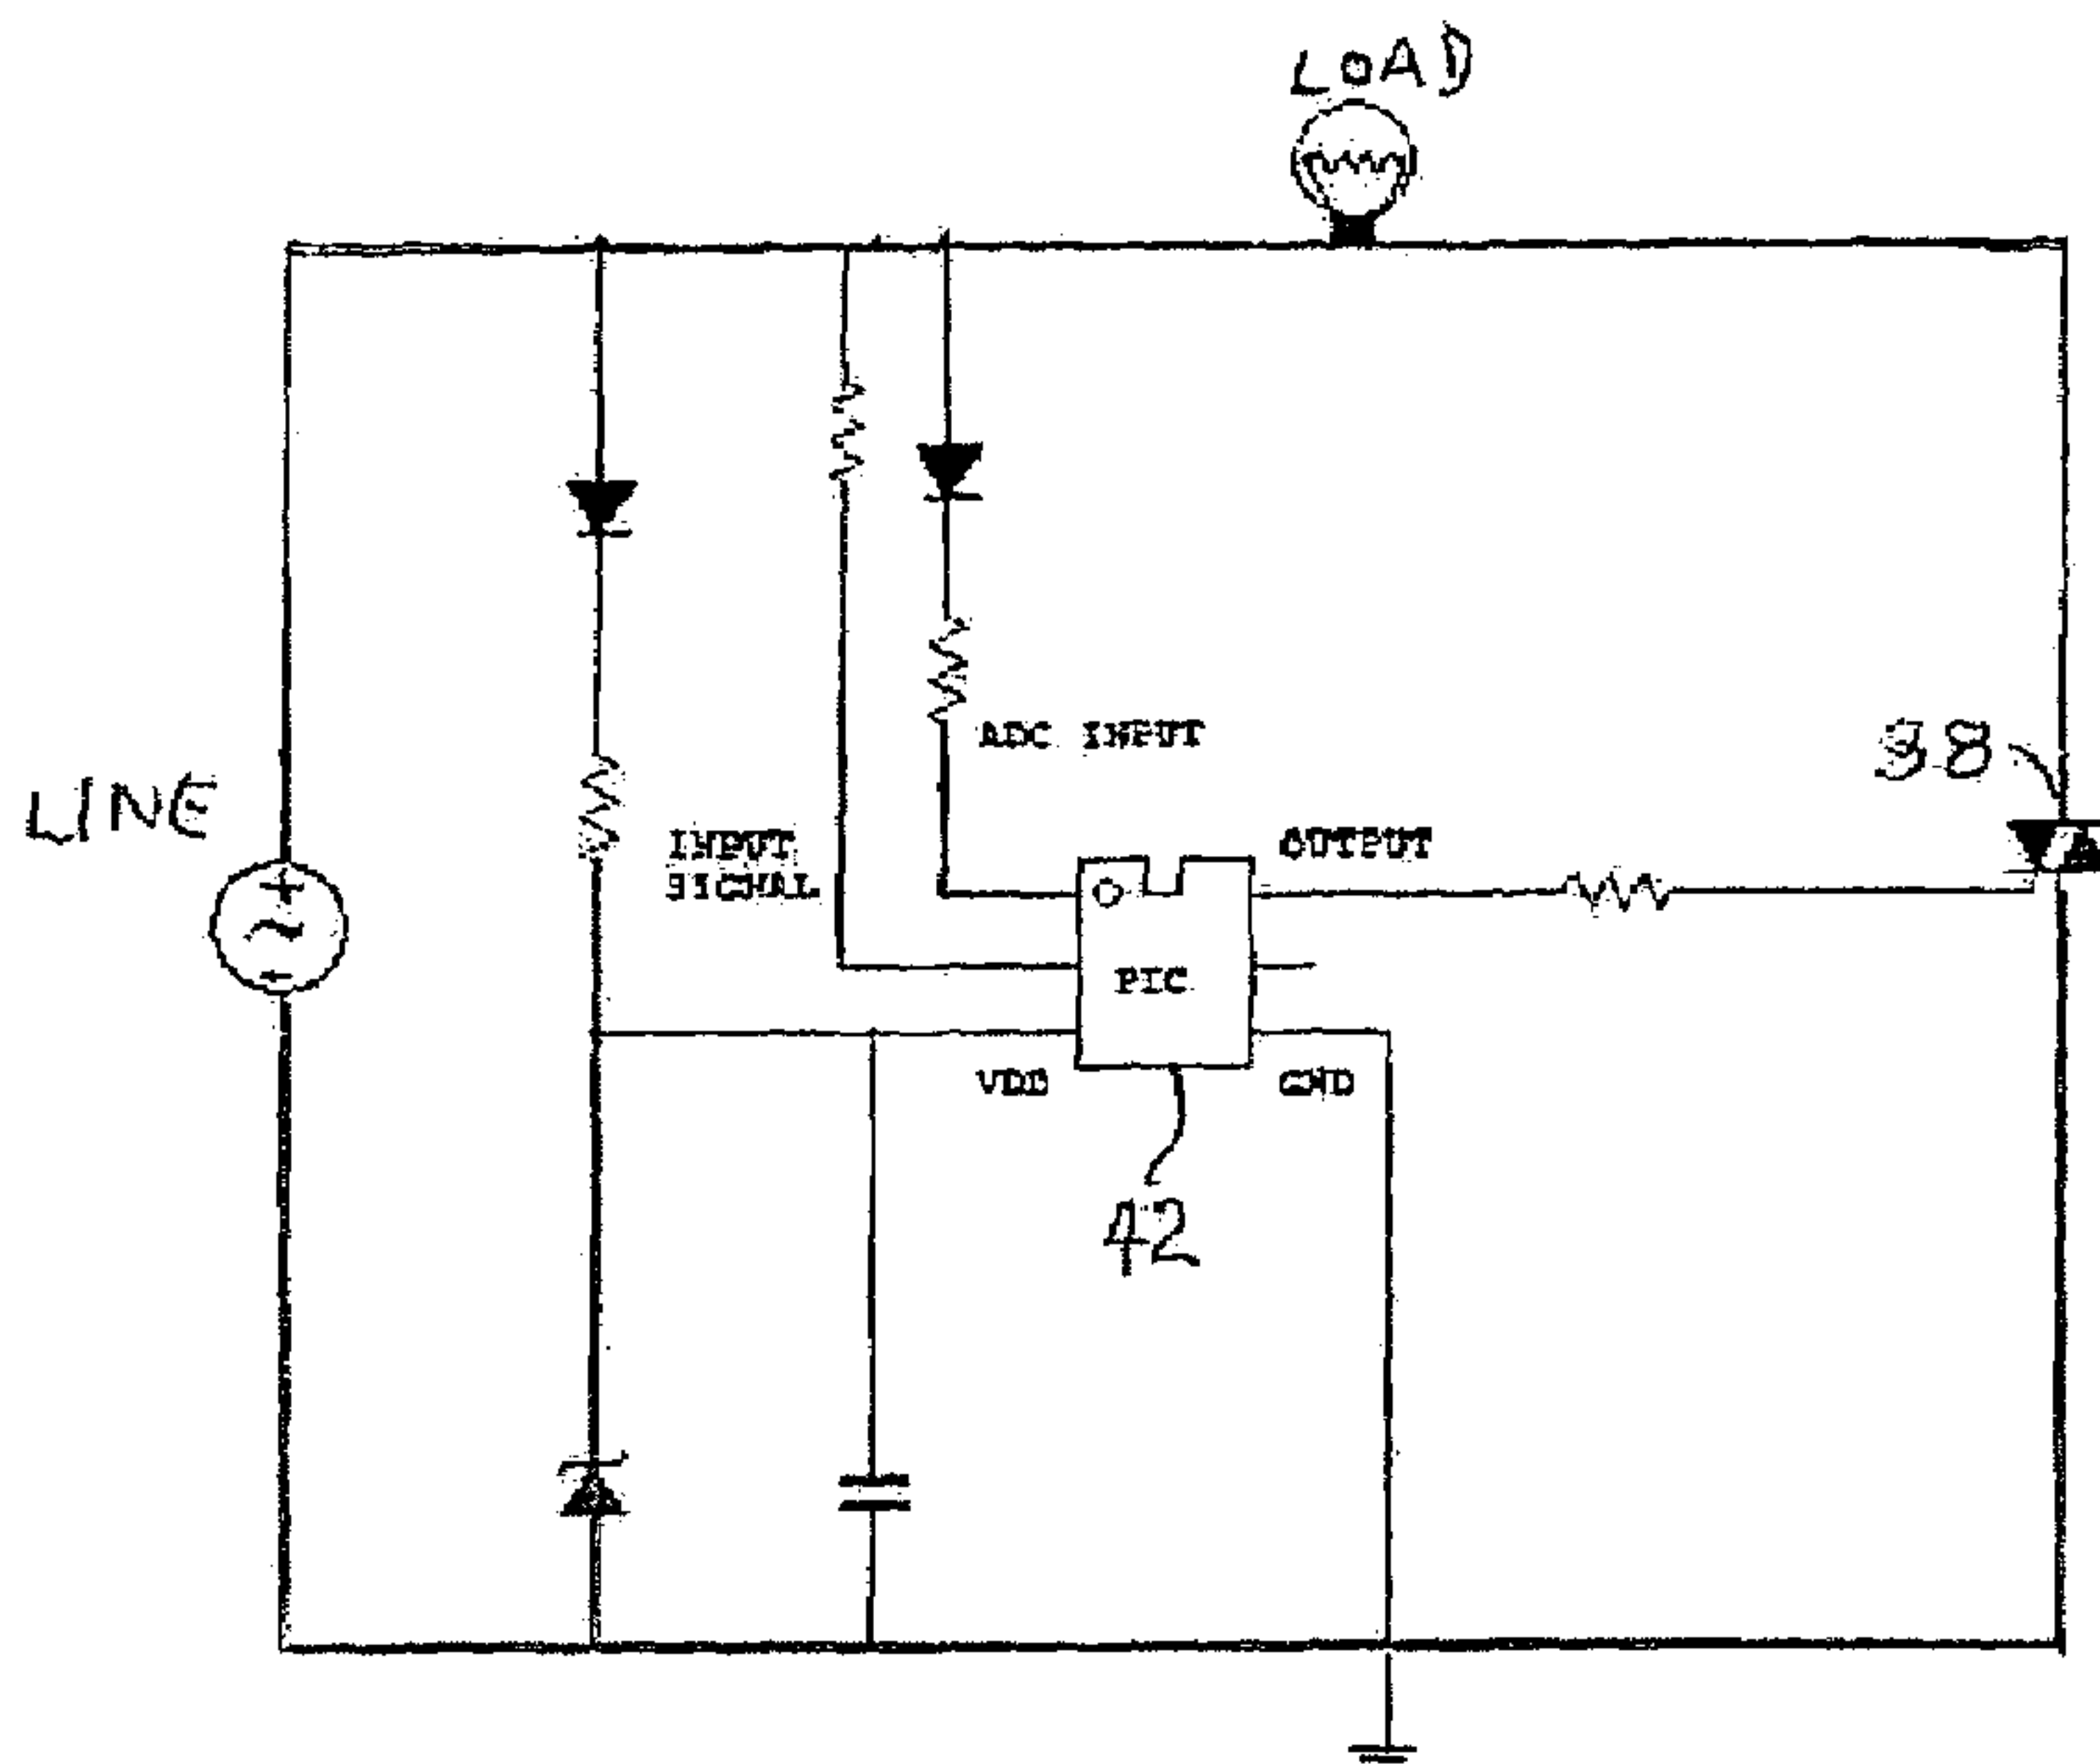 LOAD
LINE
ADC INPUT
38
INPUT
SIGNAL
OUTPUT
+
~
-
PIC
VDD
GND
42